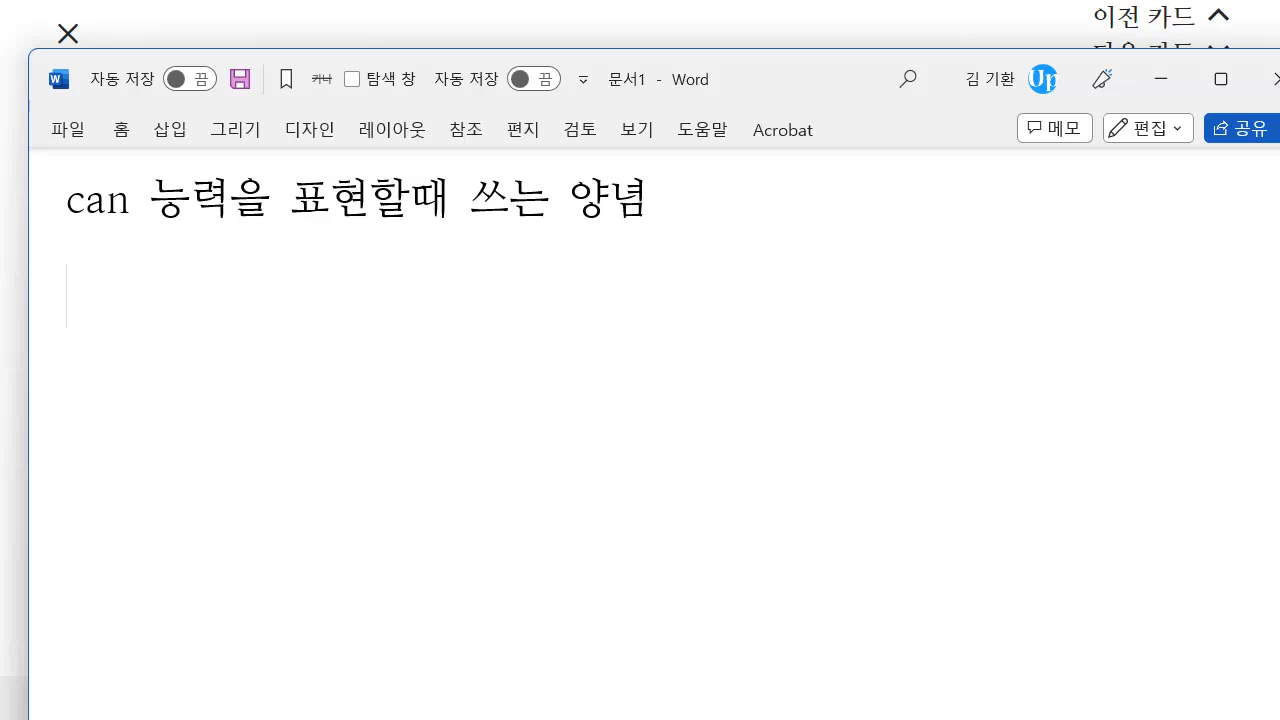 이전 카드
자동 저장 끔 가나 탐색 창 자동 저장 끔 문서1 - Word 김 기환 Up
파일 홈 삽입 그리기 디자인 레이아웃 참조 편지 검토 보기 도움말 Acrobat 메모 편집 공유
can 능력을 표현할때 쓰는 양념